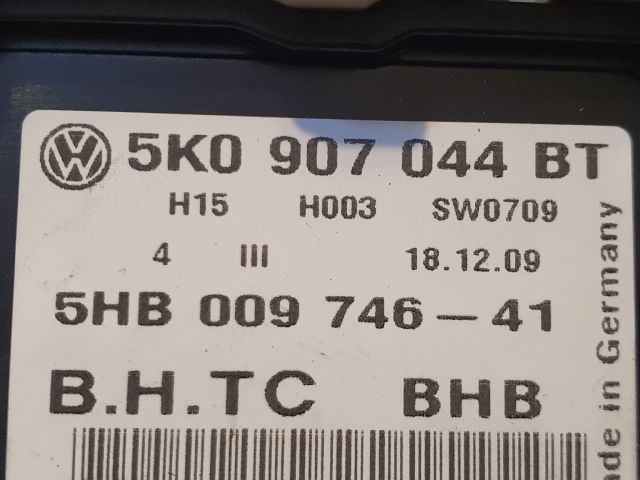 5K0 907 044 BT
H15 H003 SW0709
4 III 18.12.09
5HB 009 746-41
B.H.TC BHB
in Germany